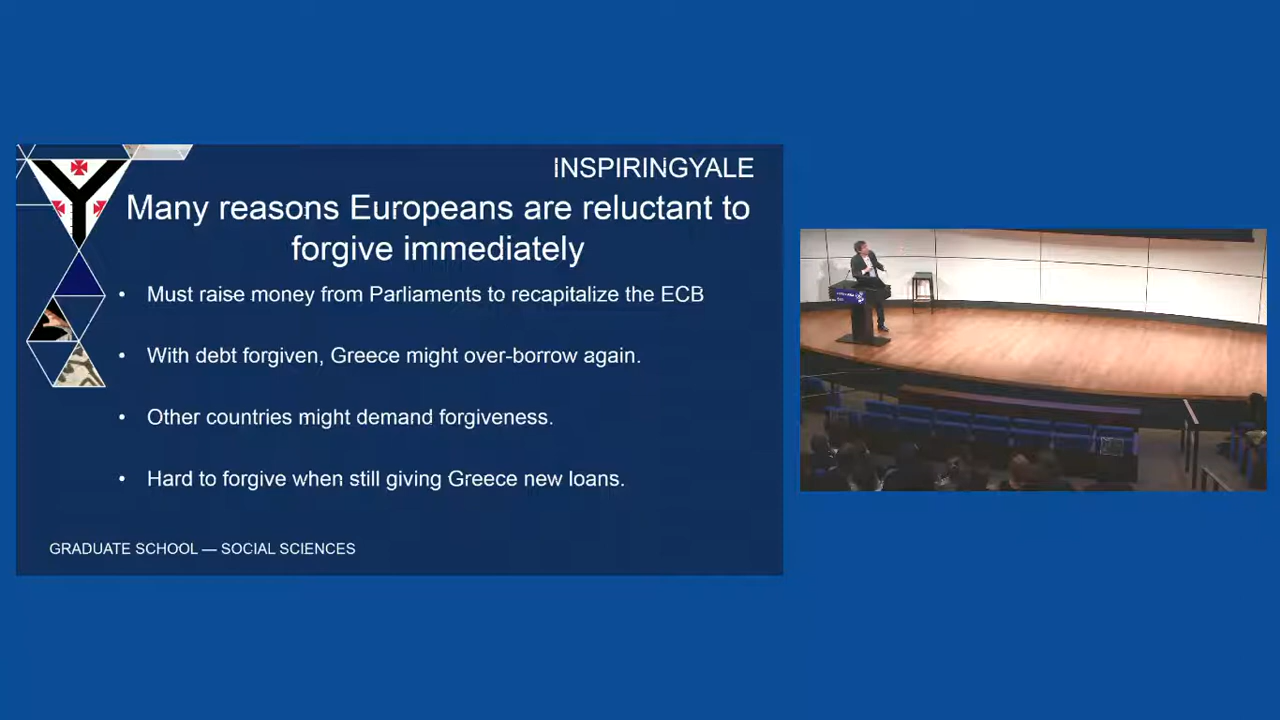 INSPIRINGYALE
Many reasons Europeans are reluctant to
forgive immediately
• Must raise money from Parliaments to recapitalize the ECB
• With debt forgiven, Greece might over-borrow again.
• Other countries might demand forgiveness.
• Hard to forgive when still giving Greece new loans.
GRADUATE SCHOOL — SOCIAL SCIENCES